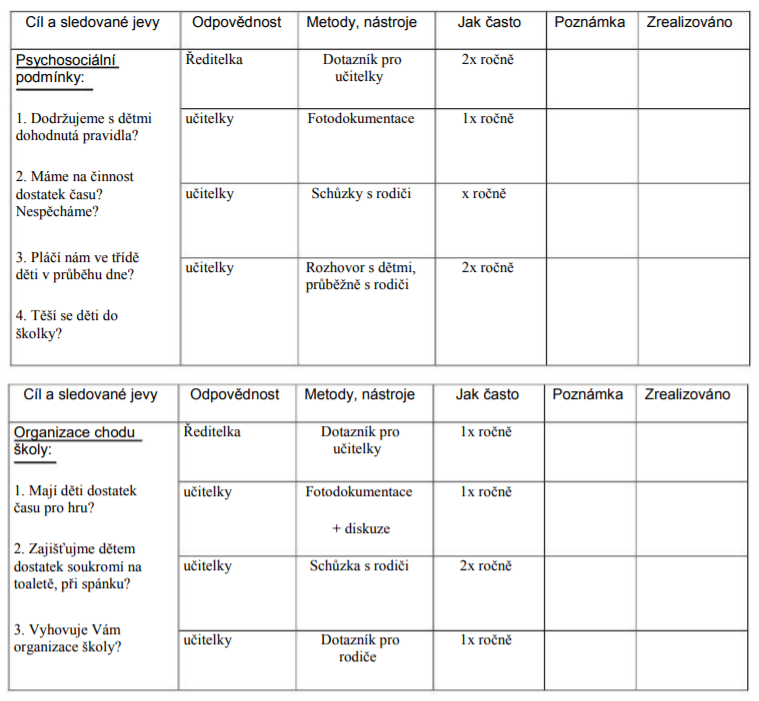 Cíl a sledované jevy Odpovědnost Metody, nástroje Jak často Poznámka Zrealizováno
Psychosociální
podmínky:
1. Dodržujeme s dětmi
dohodnutá pravidla?
2. Máme na činnost
dostatek času?
Nespěcháme?
3. Pláčí nám ve třídě
děti v průběhu dne?
4. Těší se děti do
školky?
Ředitelka Dotazník pro 2x ročně
učitelky
učitelky Fotodokumentace 1x ročně
učitelky Schůzky s rodiči x ročně
učitelky Rozhovor s dětmi, 2x ročně
průběžně s rodiči
Cíl a sledované jevy Odpovědnost Metody, nástroje Jak často Poznámka Zrealizováno
Organizace chodu
školy:
1. Mají děti dostatek
času pro hru?
2. Zajišťujme dětem
dostatek soukromí na
toaletě, při spánku?
3. Vyhovuje Vám
organizace školy?
Ředitelka Dotazník pro 1x ročně
učitelky
učitelky Fotodokumentace 1x ročně
+ diskuze
učitelky Schůzka s rodiči 2x ročně
učitelky Dotazník pro 1x ročně
rodiče